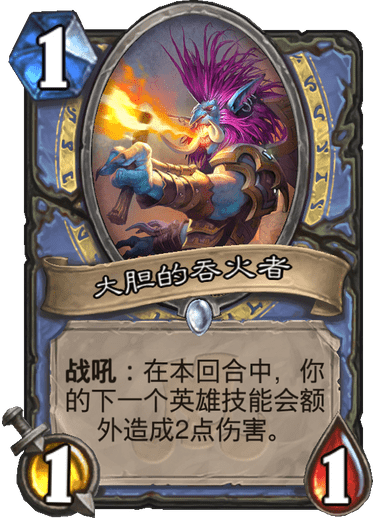 1
大胆的吞火者
战吼：在本回合中，你
的下一个英雄技能会额
外造成2点伤害。
1
1